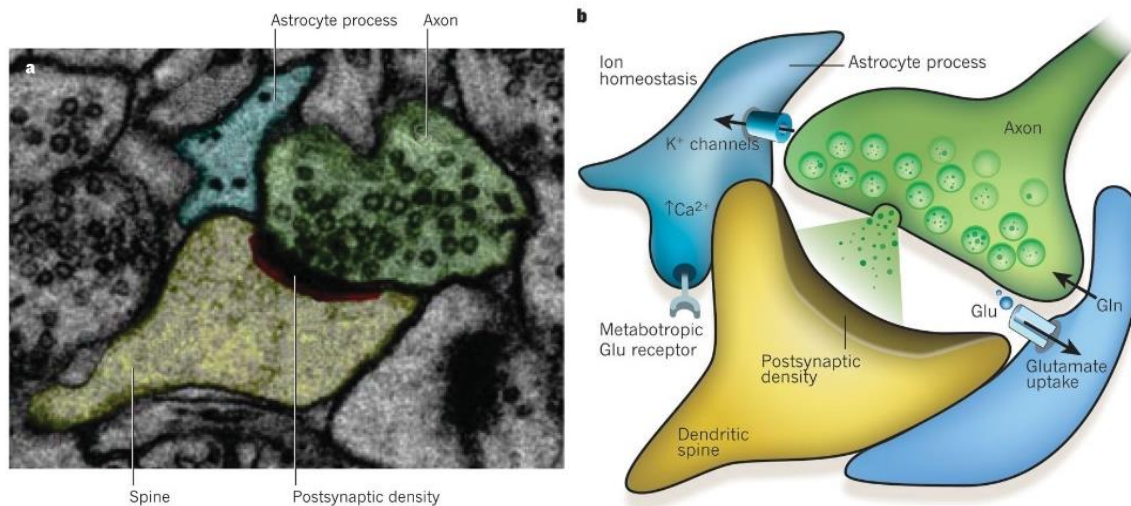 Astrocyte process
Axon
a
Spine
Postsynaptic density
b
Ion
homeostasis
Astrocyte process
K⁺ channels
Axon
↑Ca²⁺
Metabotropic
Glu receptor
Postsynaptic
density
Glu
Gln
Glutamate
uptake
Dendritic
spine